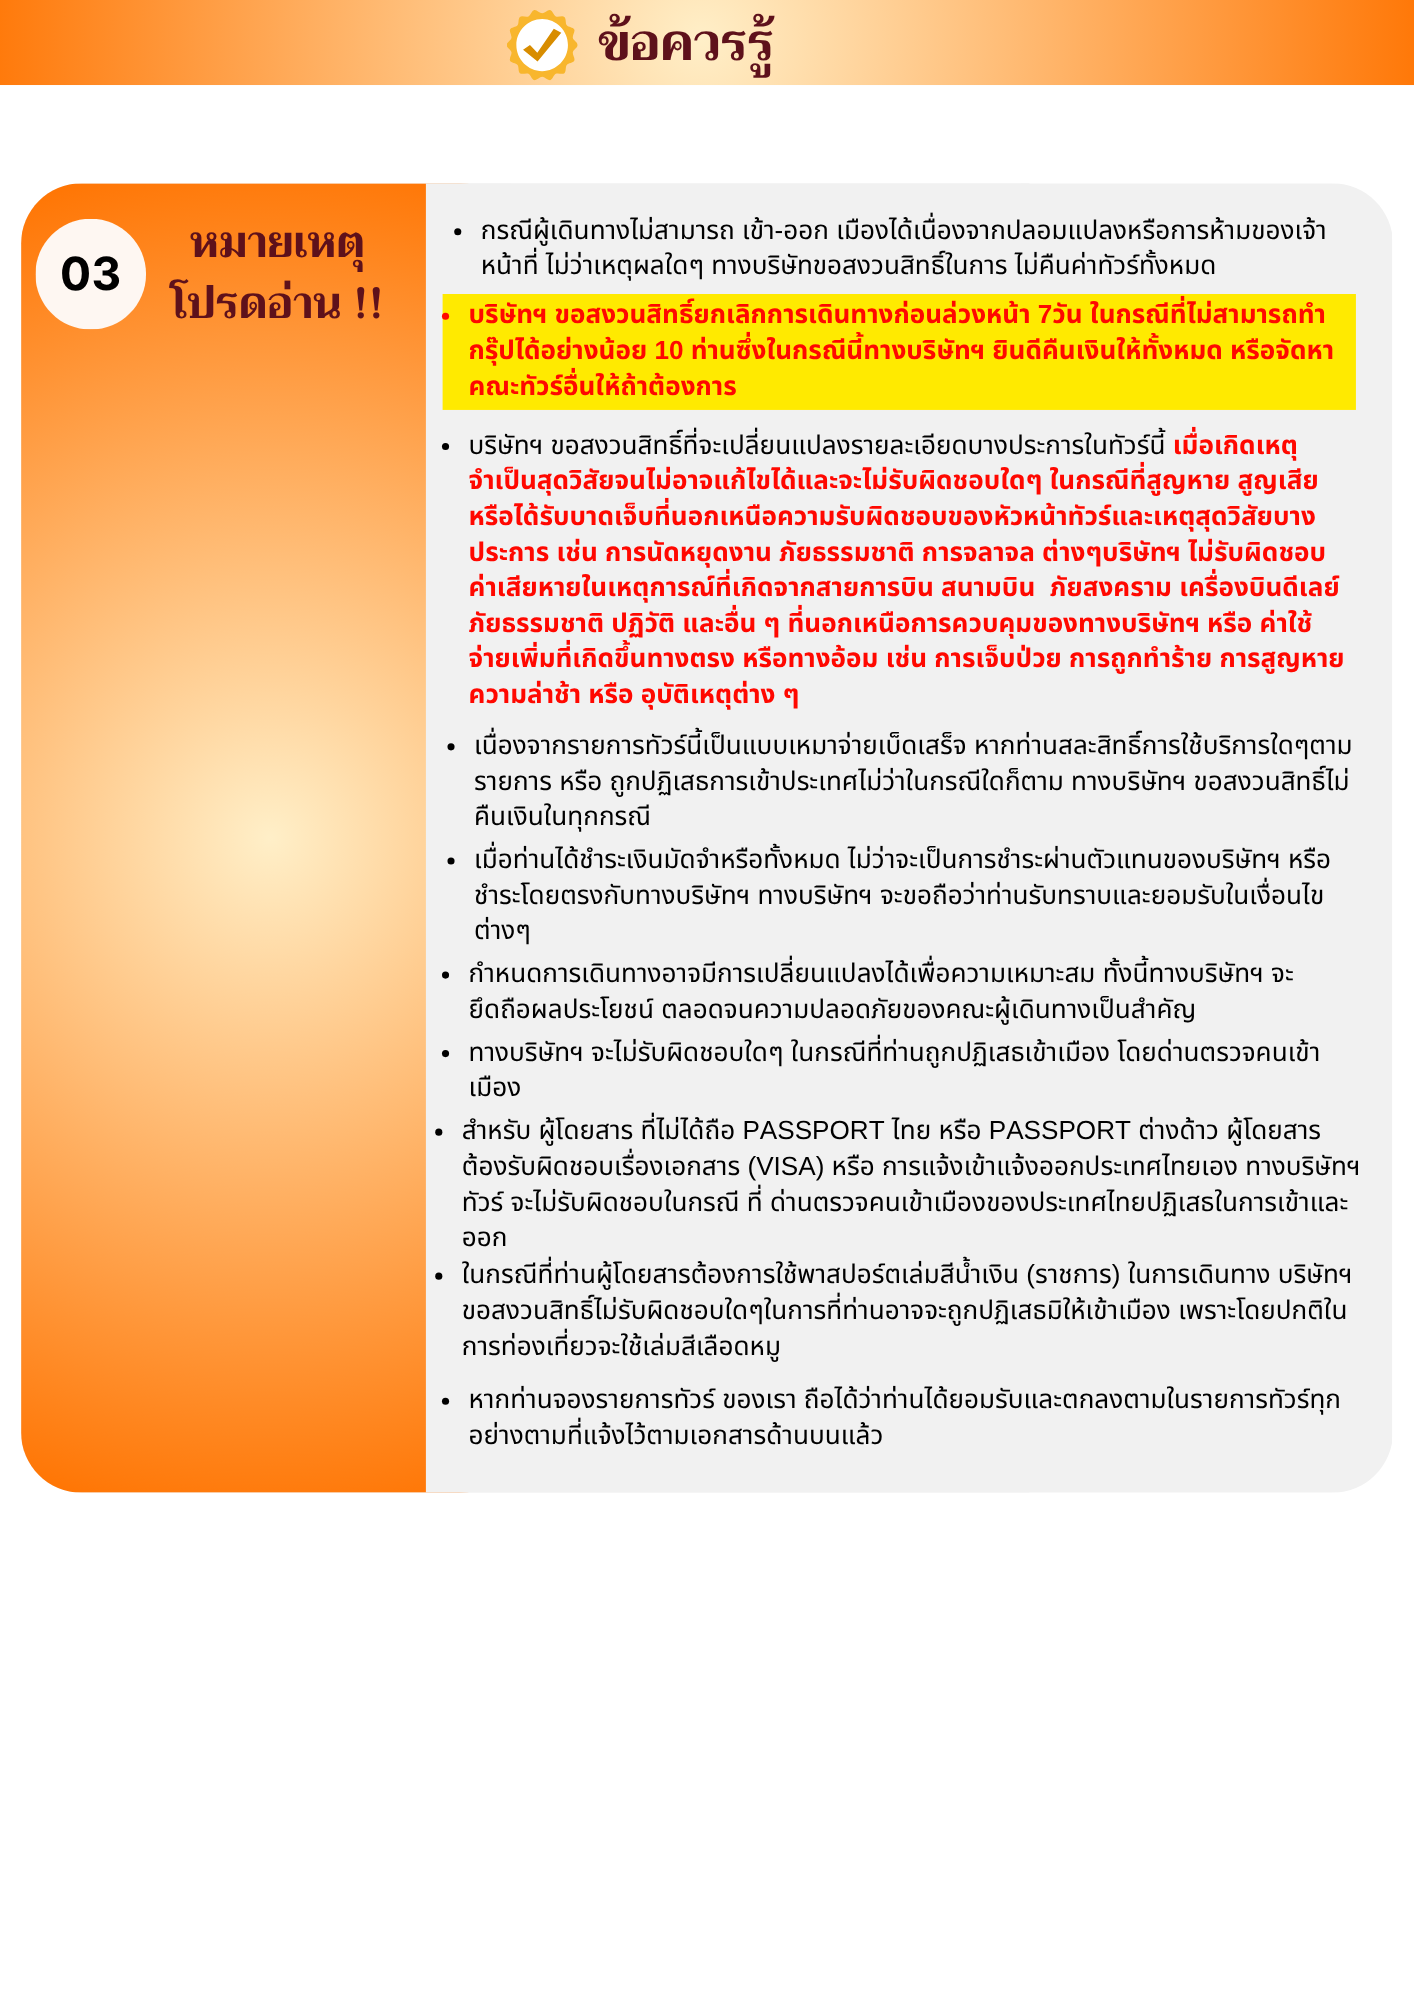 ข้อควรรู้
03
หมายเหตุ
โปรดอ่าน !!
• กรณีผู้เดินทางไม่สามารถ เข้า-ออก เมืองได้เนื่องจากปลอมแปลงหรือการห้ามของเจ้า
หน้าที่ ไม่ว่าเหตุผลใดๆ ทางบริษัทขอสงวนสิทธิ์ในการ ไม่คืนค่าทัวร์ทั้งหมด
• บริษัทฯ ขอสงวนสิทธิ์ยกเลิกการเดินทางก่อนล่วงหน้า 7วัน ในกรณีที่ไม่สามารถทำ
กรุ๊ปได้อย่างน้อย 10 ท่านซึ่งในกรณีนี้ทางบริษัทฯ ยินดีคืนเงินให้ทั้งหมด หรือจัดหา
คณะทัวร์อื่นให้ถ้าต้องการ
• บริษัทฯ ขอสงวนสิทธิ์ที่จะเปลี่ยนแปลงรายละเอียดบางประการในทัวร์นี้ เมื่อเกิดเหตุ
จำเป็นสุดวิสัยจนไม่อาจแก้ไขได้และจะไม่รับผิดชอบใดๆ ในกรณีที่สูญหาย สูญเสีย
หรือได้รับบาดเจ็บที่นอกเหนือความรับผิดชอบของหัวหน้าทัวร์และเหตุสุดวิสัยบาง
ประการ เช่น การนัดหยุดงาน ภัยธรรมชาติ การจลาจล ต่างๆบริษัทฯ ไม่รับผิดชอบ
ค่าเสียหายในเหตุการณ์ที่เกิดจากสายการบิน สนามบิน ภัยสงคราม เครื่องบินดีเลย์
ภัยธรรมชาติ ปฏิวัติ และอื่น ๆ ที่นอกเหนือการควบคุมของทางบริษัทฯ หรือ ค่าใช้
จ่ายเพิ่มที่เกิดขึ้นทางตรง หรือทางอ้อม เช่น การเจ็บป่วย การถูกทำร้าย การสูญหาย
ความล่าช้า หรือ อุบัติเหตุต่าง ๆ
• เนื่องจากรายการทัวร์นี้เป็นแบบเหมาจ่ายเบ็ดเสร็จ หากท่านสละสิทธิ์การใช้บริการใดๆตาม
รายการ หรือ ถูกปฏิเสธการเข้าประเทศไม่ว่าในกรณีใดก็ตาม ทางบริษัทฯ ขอสงวนสิทธิ์ไม่
คืนเงินในทุกกรณี
• เมื่อท่านได้ชำระเงินมัดจำหรือทั้งหมด ไม่ว่าจะเป็นการชำระผ่านตัวแทนของบริษัทฯ หรือ
ชำระโดยตรงกับทางบริษัทฯ ทางบริษัทฯ จะขอถือว่าท่านรับทราบและยอมรับในเงื่อนไข
ต่างๆ
• กำหนดการเดินทางอาจมีการเปลี่ยนแปลงได้เพื่อความเหมาะสม ทั้งนี้ทางบริษัทฯ จะ
ยึดถือผลประโยชน์ ตลอดจนความปลอดภัยของคณะผู้เดินทางเป็นสำคัญ
• ทางบริษัทฯ จะไม่รับผิดชอบใดๆ ในกรณีที่ท่านถูกปฏิเสธเข้าเมือง โดยด่านตรวจคนเข้า
เมือง
• สำหรับ ผู้โดยสาร ที่ไม่ได้ถือ PASSPORT ไทย หรือ PASSPORT ต่างด้าว ผู้โดยสาร
ต้องรับผิดชอบเรื่องเอกสาร (VISA) หรือ การแจ้งเข้าแจ้งออกประเทศไทยเอง ทางบริษัทฯ
ทัวร์ จะไม่รับผิดชอบในกรณี ที่ ด่านตรวจคนเข้าเมืองของประเทศไทยปฏิเสธในการเข้าและ
ออก
• ในกรณีที่ท่านผู้โดยสารต้องการใช้พาสปอร์ตเล่มสีน้ำเงิน (ราชการ) ในการเดินทาง บริษัทฯ
ขอสงวนสิทธิ์ไม่รับผิดชอบใดๆในการที่ท่านอาจจะถูกปฏิเสธมิให้เข้าเมือง เพราะโดยปกติใน
การท่องเที่ยวจะใช้เล่มสีเลือดหมู
• หากท่านจองรายการทัวร์ ของเรา ถือได้ว่าท่านได้ยอมรับและตกลงตามในรายการทัวร์ทุก
อย่างตามที่แจ้งไว้ตามเอกสารด้านบนแล้ว